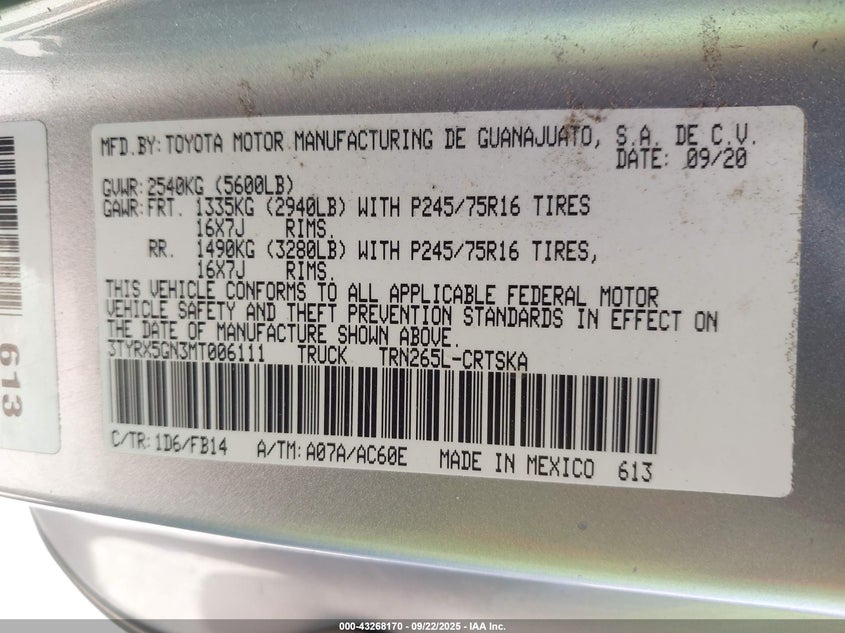 MFD.BY: TOYOTA MOTOR MANUFACTURING DE GUANAJUATO, S.A. DE C.V.
DATE: 09/20
GVWR: 2540KG (5600LB)
GAWR: FRT. 1335KG (2940LB) WITH P245/75R16 TIRES
16X7J RIMS.
RR. 1490KG (3280LB) WITH P245/75R16 TIRES,
16X7J RIMS.
THIS VEHICLE CONFORMS TO ALL APPLICABLE FEDERAL MOTOR
VEHICLE SAFETY AND THEFT PREVENTION STANDARDS IN EFFECT ON
THE DATE OF MANUFACTURE SHOWN ABOVE.
3TYRX5GN3MT006111 TRUCK TRN265L-CRTSKA
C/TR: 1D6/FB14 A/TM: A07A/AC60E MADE IN MEXICO 613
613
000-43268170 - 09/22/2025 - IAA Inc.